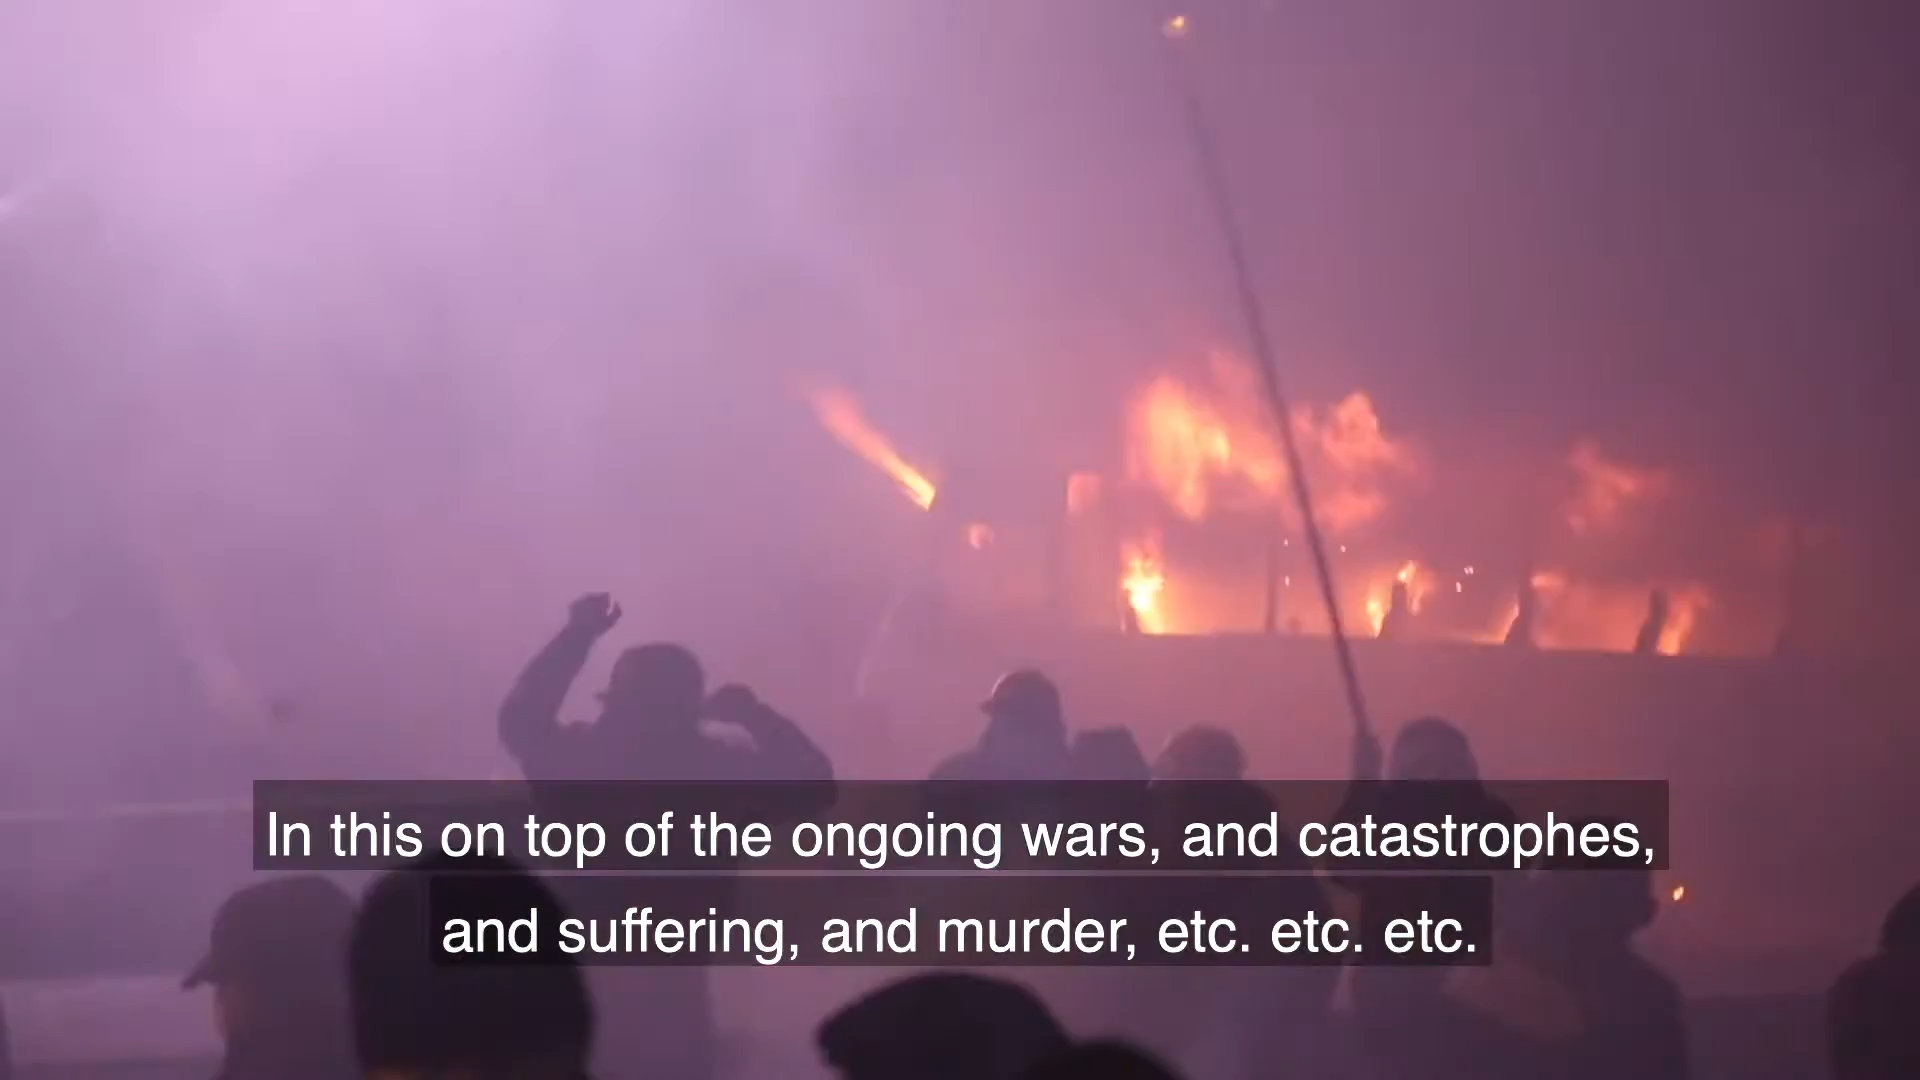 In this on top of the ongoing wars, and catastrophes,
and suffering, and murder, etc. etc. etc.